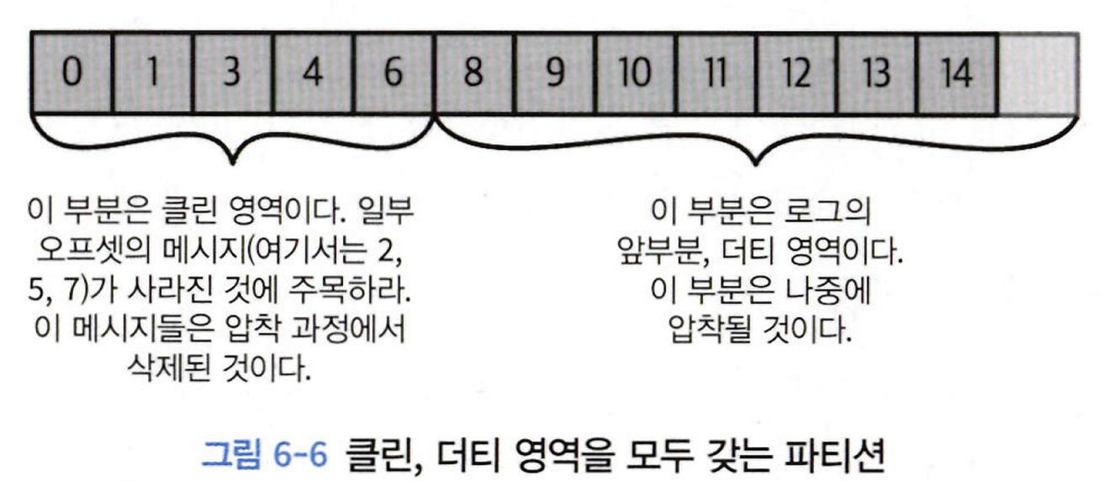 0 1 3 4 6 8 9 10 11 12 13 14
이 부분은 클린 영역이다. 일부
오프셋의 메시지(여기서는 2,
5, 7)가 사라진 것에 주목하라.
이 메시지들은 압착 과정에서
삭제된 것이다.
이 부분은 로그의
앞부분, 더티 영역이다.
이 부분은 나중에
압착될 것이다.
그림 6-6 클린, 더티 영역을 모두 갖는 파티션